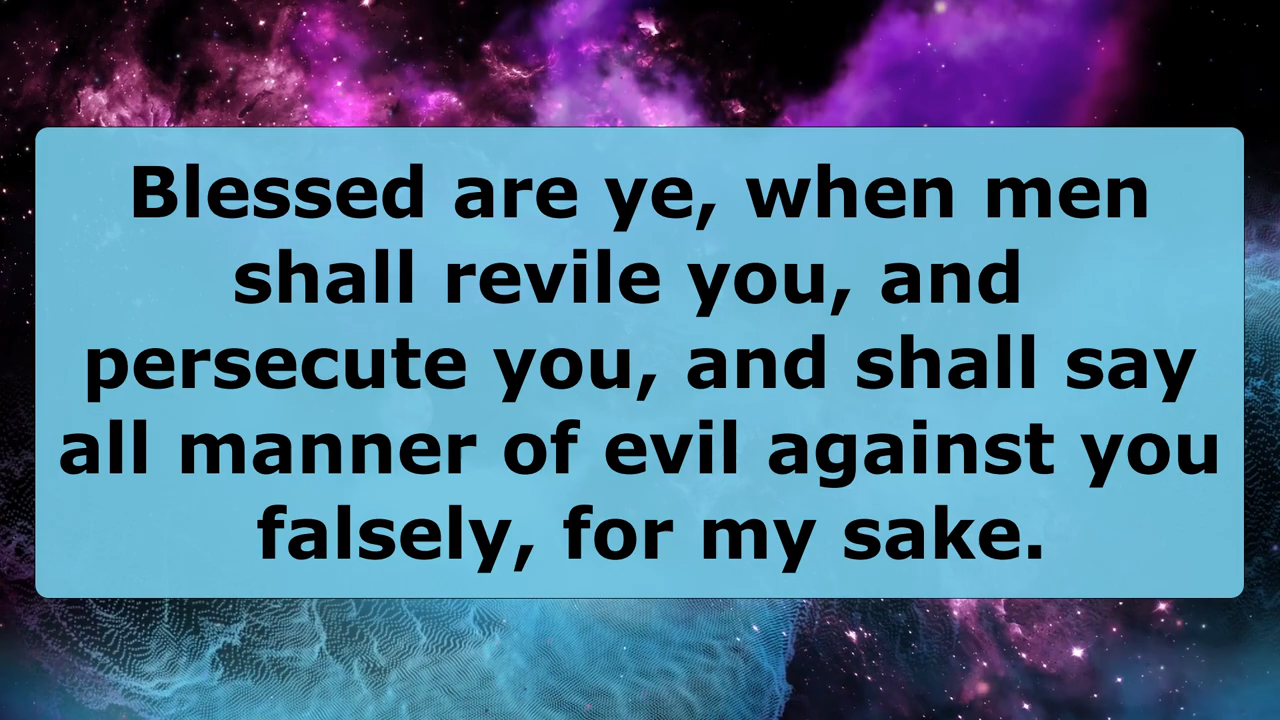 Blessed are ye, when men
shall revile you, and
persecute you, and shall say
all manner of evil against you
falsely, for my sake.